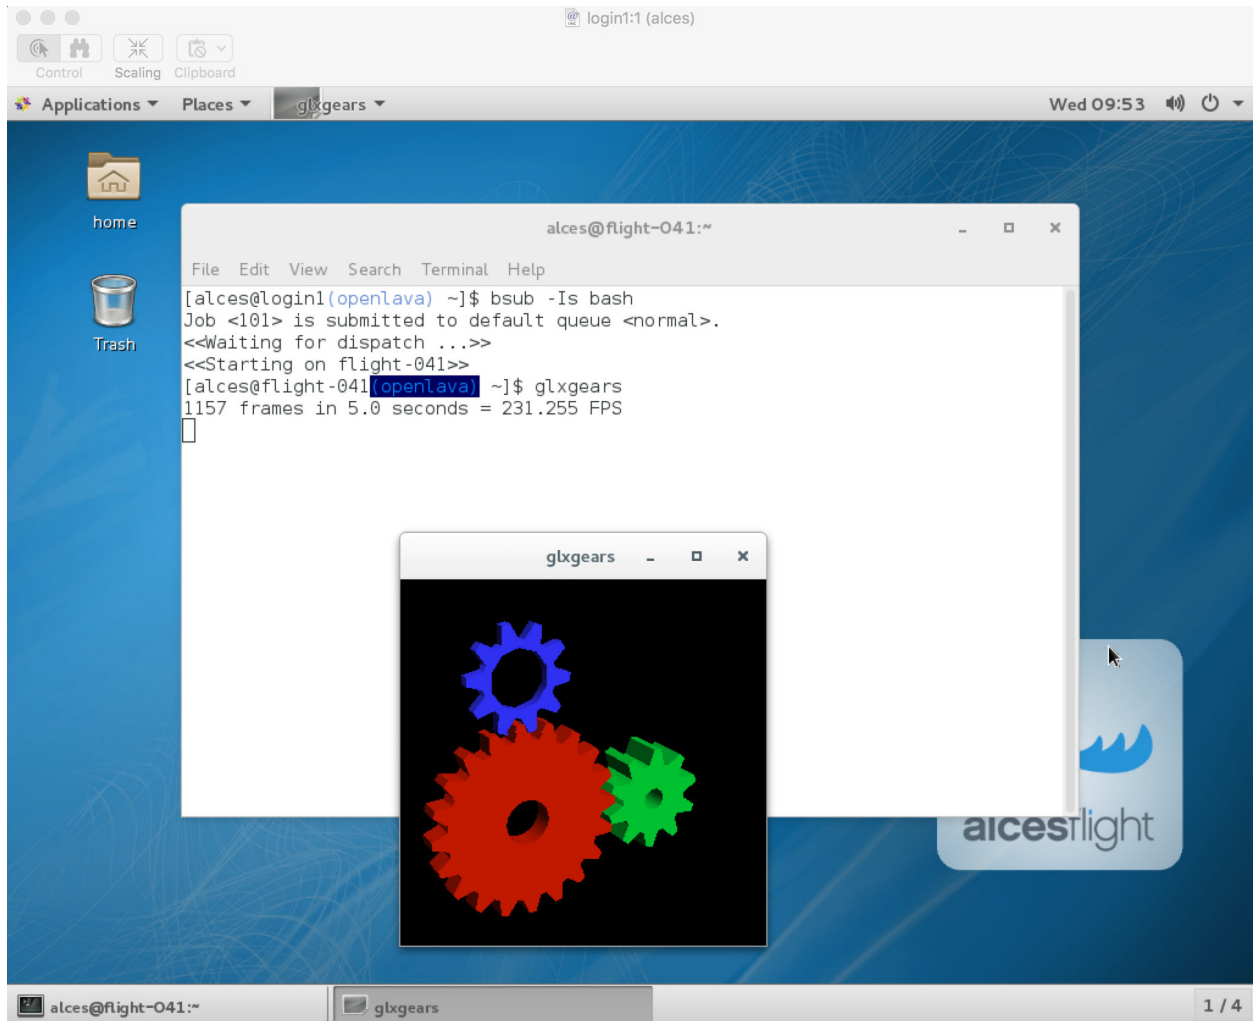 login1:1 (alces)
Control Scaling Clipboard
Applications Places glxgears Wed 09:53
home
Trash
alces@flight-041:~
File Edit View Search Terminal Help
[alces@login1(openlava) ~]$ bsub -Is bash
Job <101> is submitted to default queue <normal>.
<<Waiting for dispatch ...>>
<<Starting on flight-041>>
[alces@flight-041(openlava) ~]$ glxgears
1157 frames in 5.0 seconds = 231.255 FPS
glxgears
alcesflight
alces@flight-041:~ glxgears 1 / 4